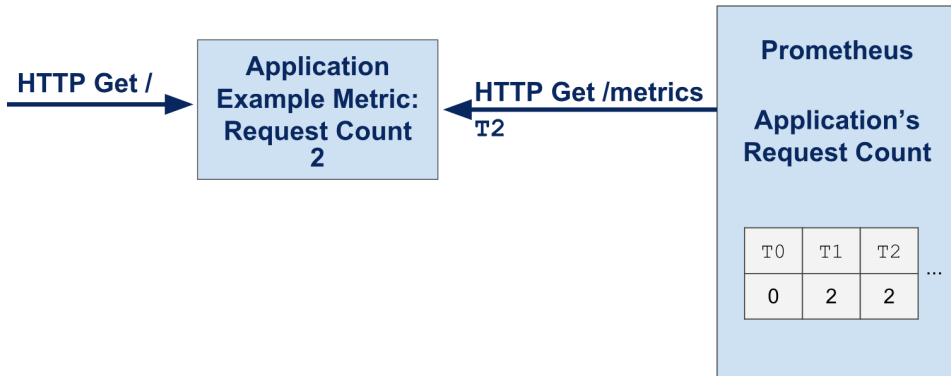 HTTP Get /
Application
Example Metric:
Request Count
2
HTTP Get /metrics
T2
Prometheus
Application's
Request Count
T0 T1 T2
...
0 2 2